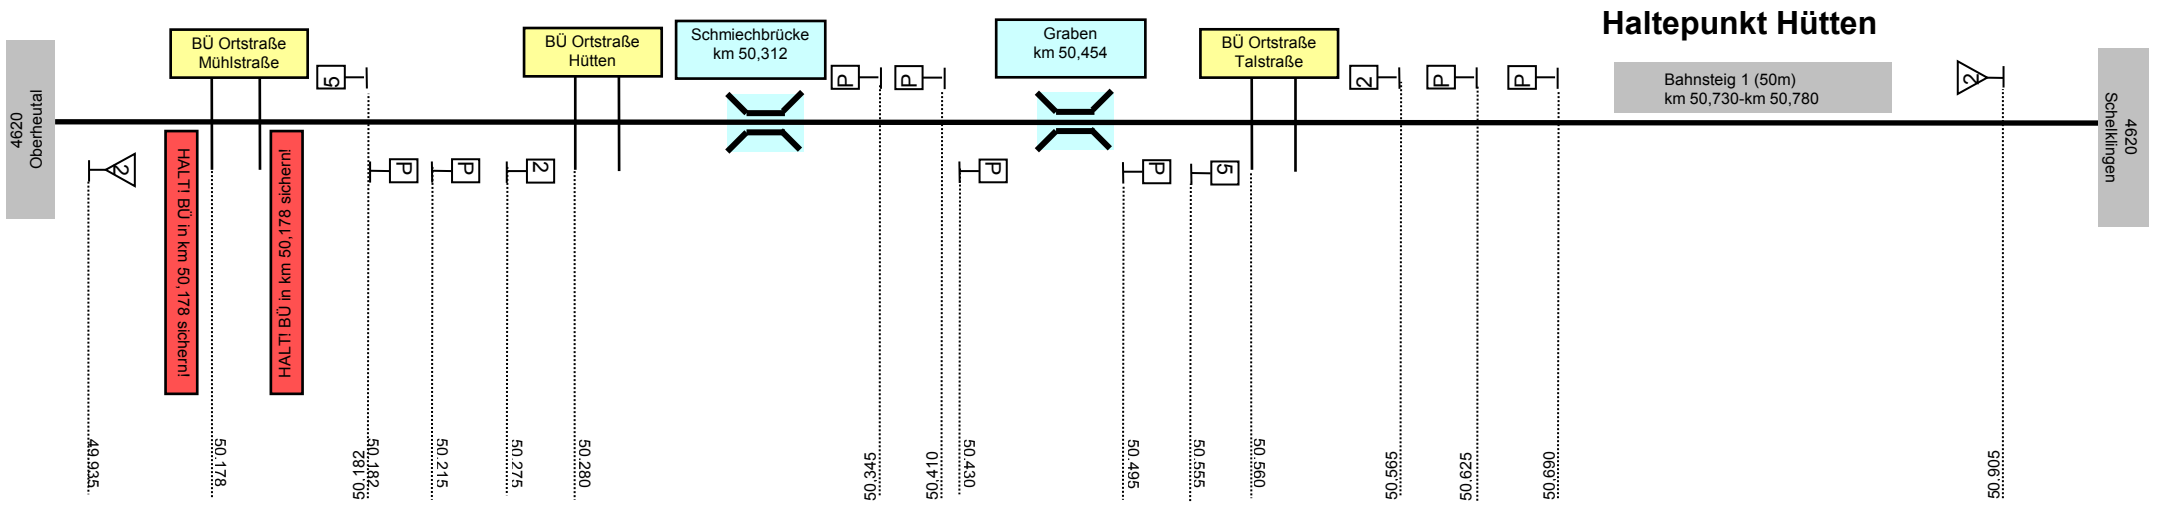 Haltepunkt Hütten
4620
Oberheutal
BÜ Ortstraße
Mühlstraße
5
BÜ Ortstraße
Hütten
Schmiechbrücke
km 50,312
P
P
Graben
km 50,454
BÜ Ortstraße
Talstraße
2
P
P
Bahnsteig 1 (50m)
km 50,730-km 50,780
2
4620
Schelklingen
2
HALT! BÜ in km 50,178 sichern!
HALT! BÜ in km 50,178 sichern!
P
P
2
P
P
5
49.935
50.178
50.182
50.182
50.215
50.275
50.280
50.345
50.410
50.430
50.495
50.555
50.560
50.595
50.625
50.690
50.905